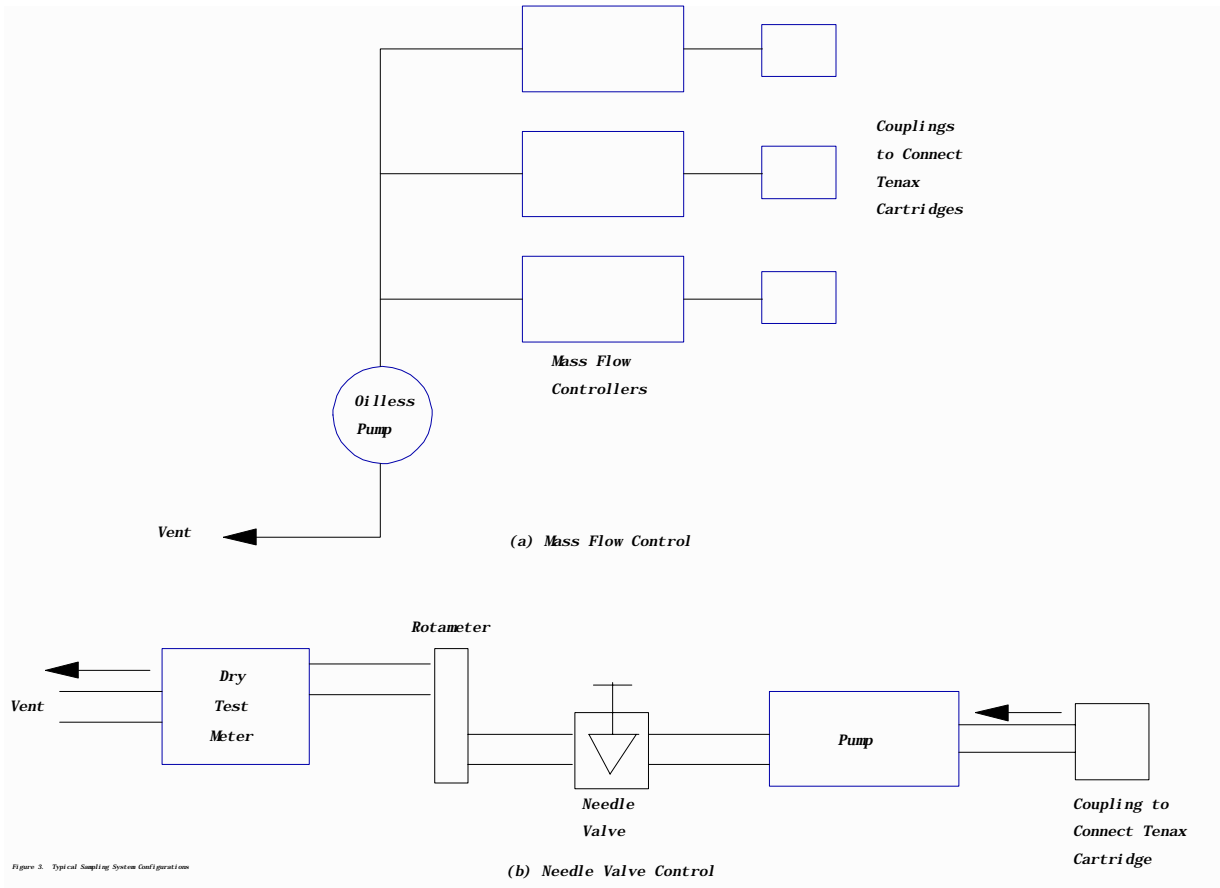 Couplings
to Connect
Tenax
Cartridges
Mass Flow
Controllers
Oilless
Pump
Vent
(a) Mass Flow Control
Rotameter
Dry
Test
Meter
Vent
Pump
Needle
Valve
Coupling to
Connect Tenax
Cartridge
(b) Needle Valve Control
Figure 3. Typical Sampling System Configurations